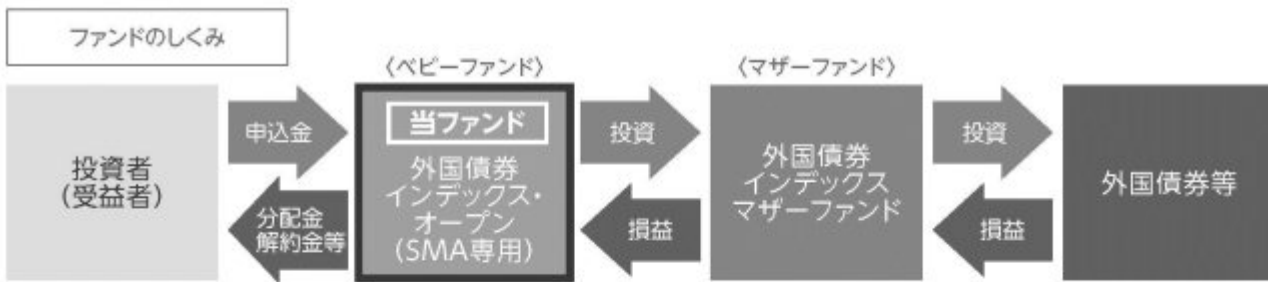 ファンドのしくみ
〈ベビーファンド〉
〈マザーファンド〉
投資者
(受益者)
申込金
分配金
解約金等
当ファンド
外国債券
インデックス・
オープン
(SMA専用)
投資
損益
外国債券
インデックス
マザーファンド
投資
損益
外国債券等